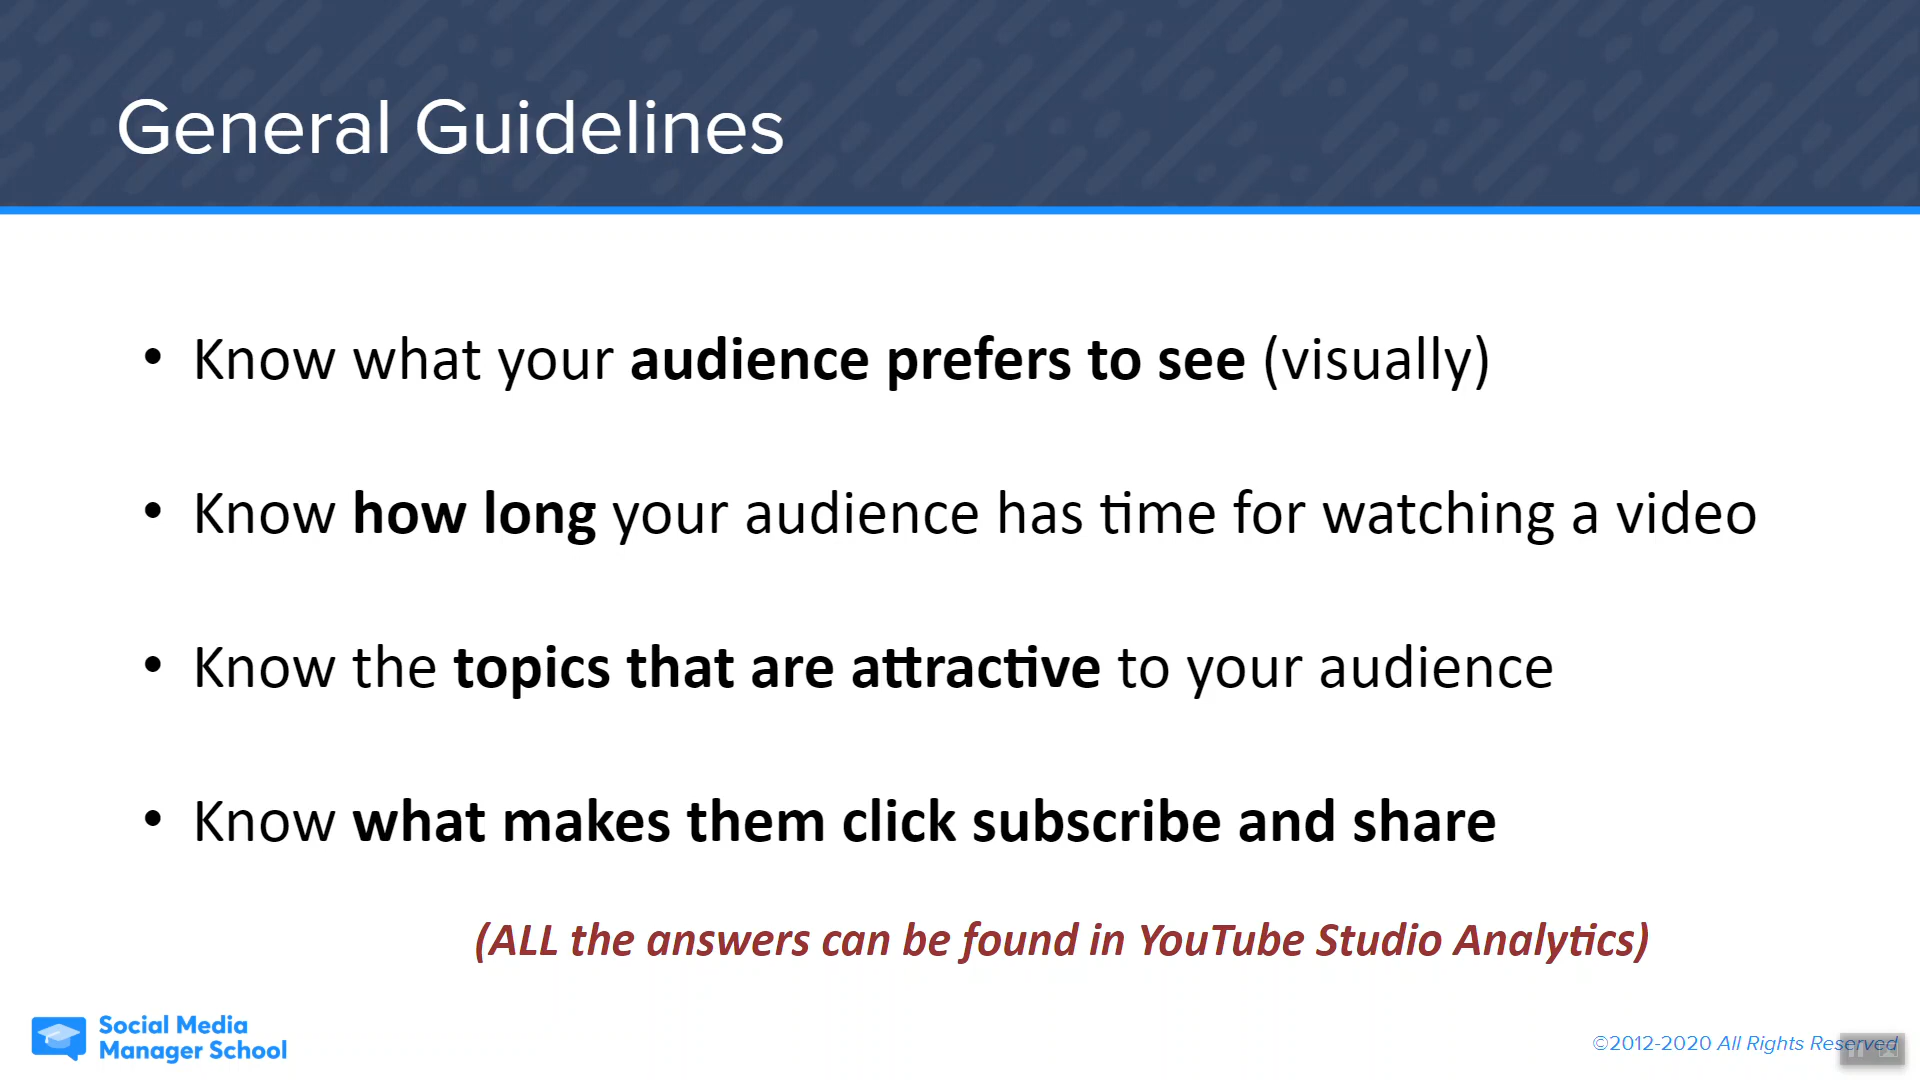 General Guidelines
• Know what your audience prefers to see (visually)
• Know how long your audience has time for watching a video
• Know the topics that are attractive to your audience
• Know what makes them click subscribe and share
(ALL the answers can be found in YouTube Studio Analytics)
Social Media
Manager School
©2012-2020 All Rights Reserved